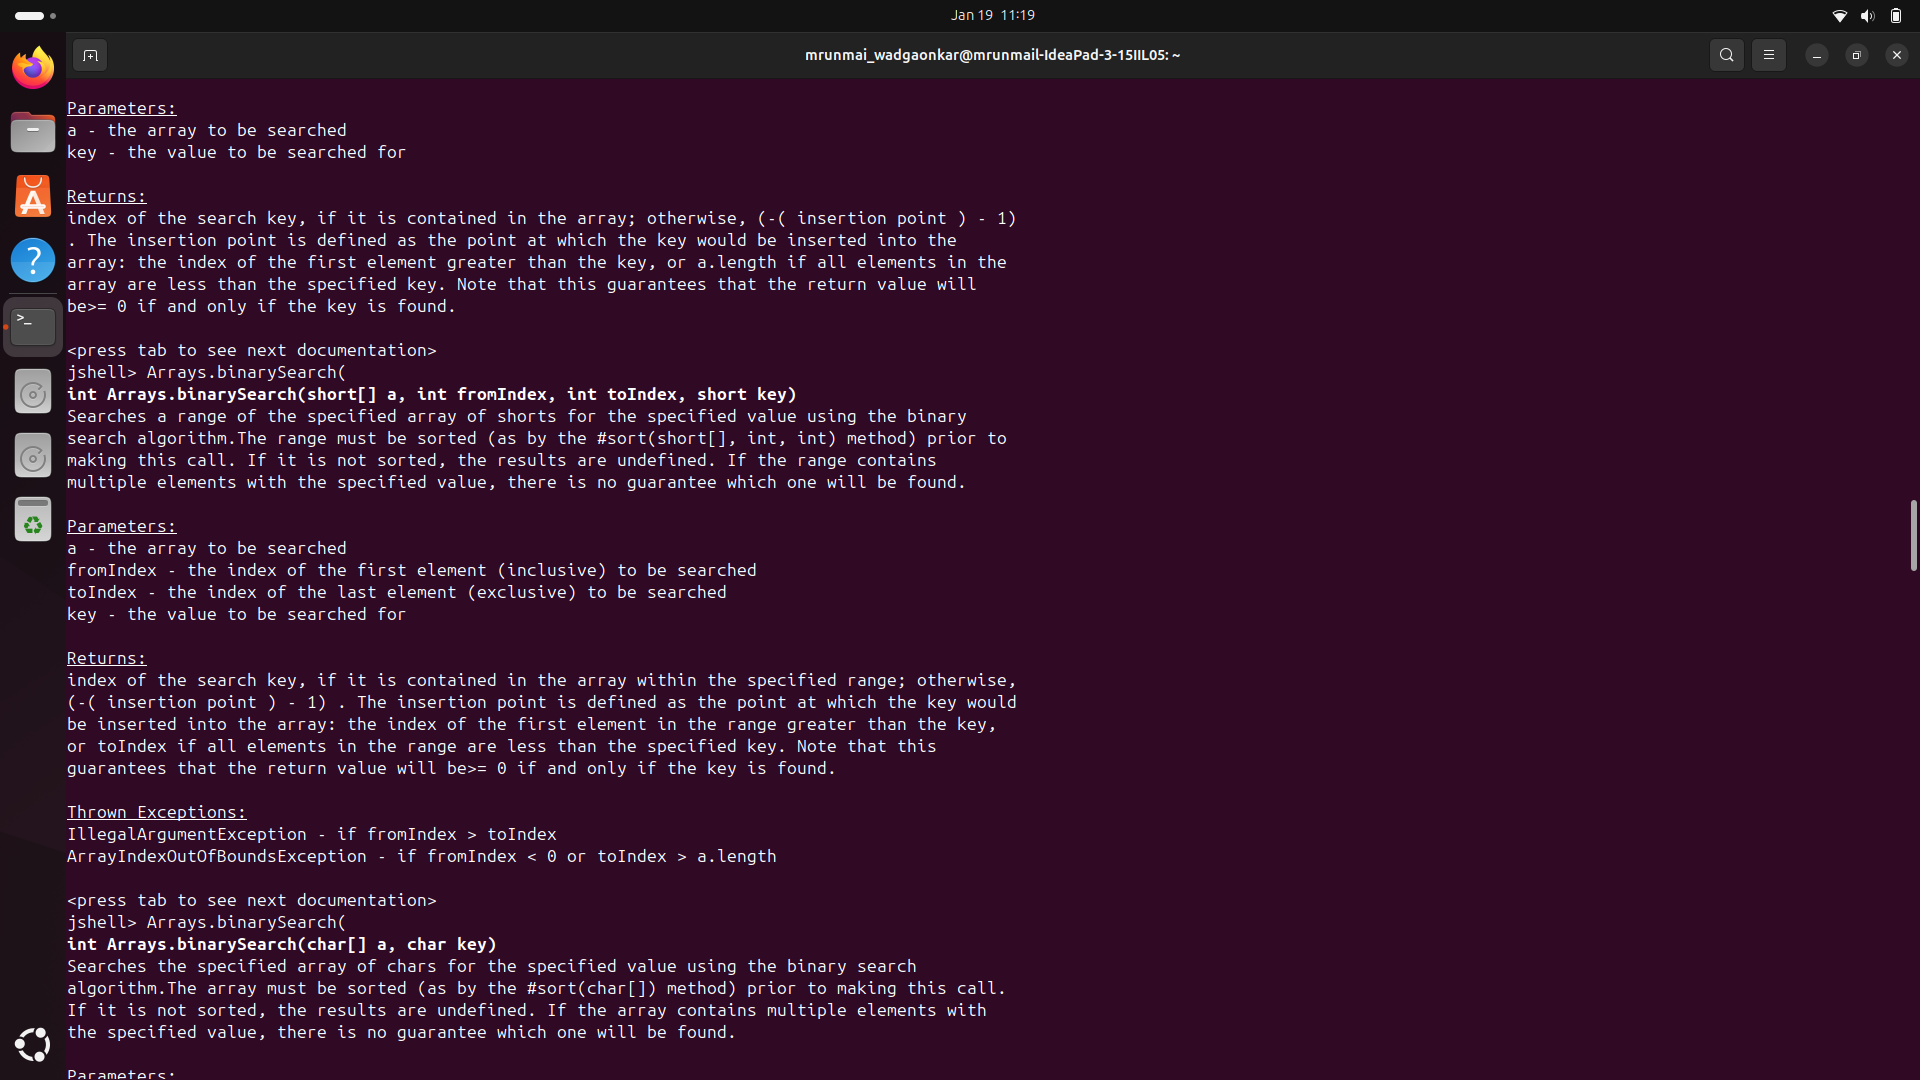 Jan 19 11:19
mrunmai_wadgaonkar@mrunmail-IdeaPad-3-15IIL05: ~
Parameters:
a - the array to be searched
key - the value to be searched for
Returns:
index of the search key, if it is contained in the array; otherwise, (-( insertion point ) - 1)
. The insertion point is defined as the point at which the key would be inserted into the
array: the index of the first element greater than the key, or a.length if all elements in the
array are less than the specified key. Note that this guarantees that the return value will
be>= 0 if and only if the key is found.
<press tab to see next documentation>
jshell> Arrays.binarySearch(
int Arrays.binarySearch(short[] a, int fromIndex, int toIndex, short key)
Searches a range of the specified array of shorts for the specified value using the binary
search algorithm.The range must be sorted (as by the #sort(short[], int, int) method) prior to
making this call. If it is not sorted, the results are undefined. If the range contains
multiple elements with the specified value, there is no guarantee which one will be found.
Parameters:
a - the array to be searched
fromIndex - the index of the first element (inclusive) to be searched
toIndex - the index of the last element (exclusive) to be searched
key - the value to be searched for
Returns:
index of the search key, if it is contained in the array within the specified range; otherwise,
(-( insertion point ) - 1) . The insertion point is defined as the point at which the key would
be inserted into the array: the index of the first element in the range greater than the key,
or toIndex if all elements in the range are less than the specified key. Note that this
guarantees that the return value will be>= 0 if and only if the key is found.
Thrown Exceptions:
IllegalArgumentException - if fromIndex > toIndex
ArrayIndexOutOfBoundsException - if fromIndex < 0 or toIndex > a.length
<press tab to see next documentation>
jshell> Arrays.binarySearch(
int Arrays.binarySearch(char[] a, char key)
Searches the specified array of chars for the specified value using the binary search
algorithm.The array must be sorted (as by the #sort(char[]) method) prior to making this call.
If it is not sorted, the results are undefined. If the array contains multiple elements with
the specified value, there is no guarantee which one will be found.
Parameters: